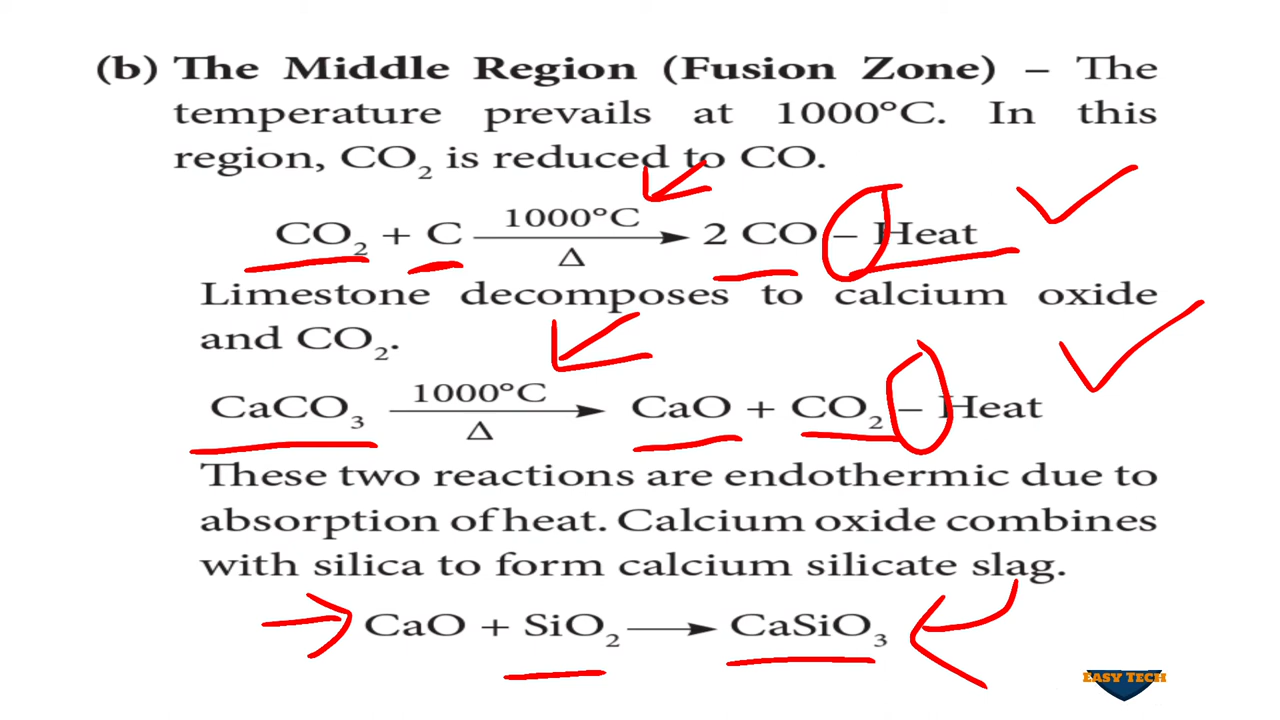 (b) The Middle Region (Fusion Zone) – The
temperature prevails at 1000°C. In this
region, CO₂ is reduced to CO.
CO₂ + C 1000°C Δ → 2 CO – Heat
Limestone decomposes to calcium oxide
and CO₂.
CaCO₃ 1000°C Δ → CaO + CO₂ – Heat
These two reactions are endothermic due to
absorption of heat. Calcium oxide combines
with silica to form calcium silicate slag.
CaO + SiO₂ → CaSiO₃
EASY TECH